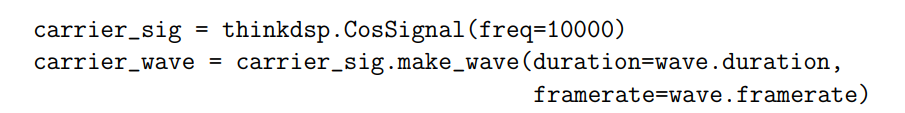 carrier_sig = thinkdsp.CosSignal(freq=10000)
carrier_wave = carrier_sig.make_wave(duration=wave.duration,
framerate=wave.framerate)